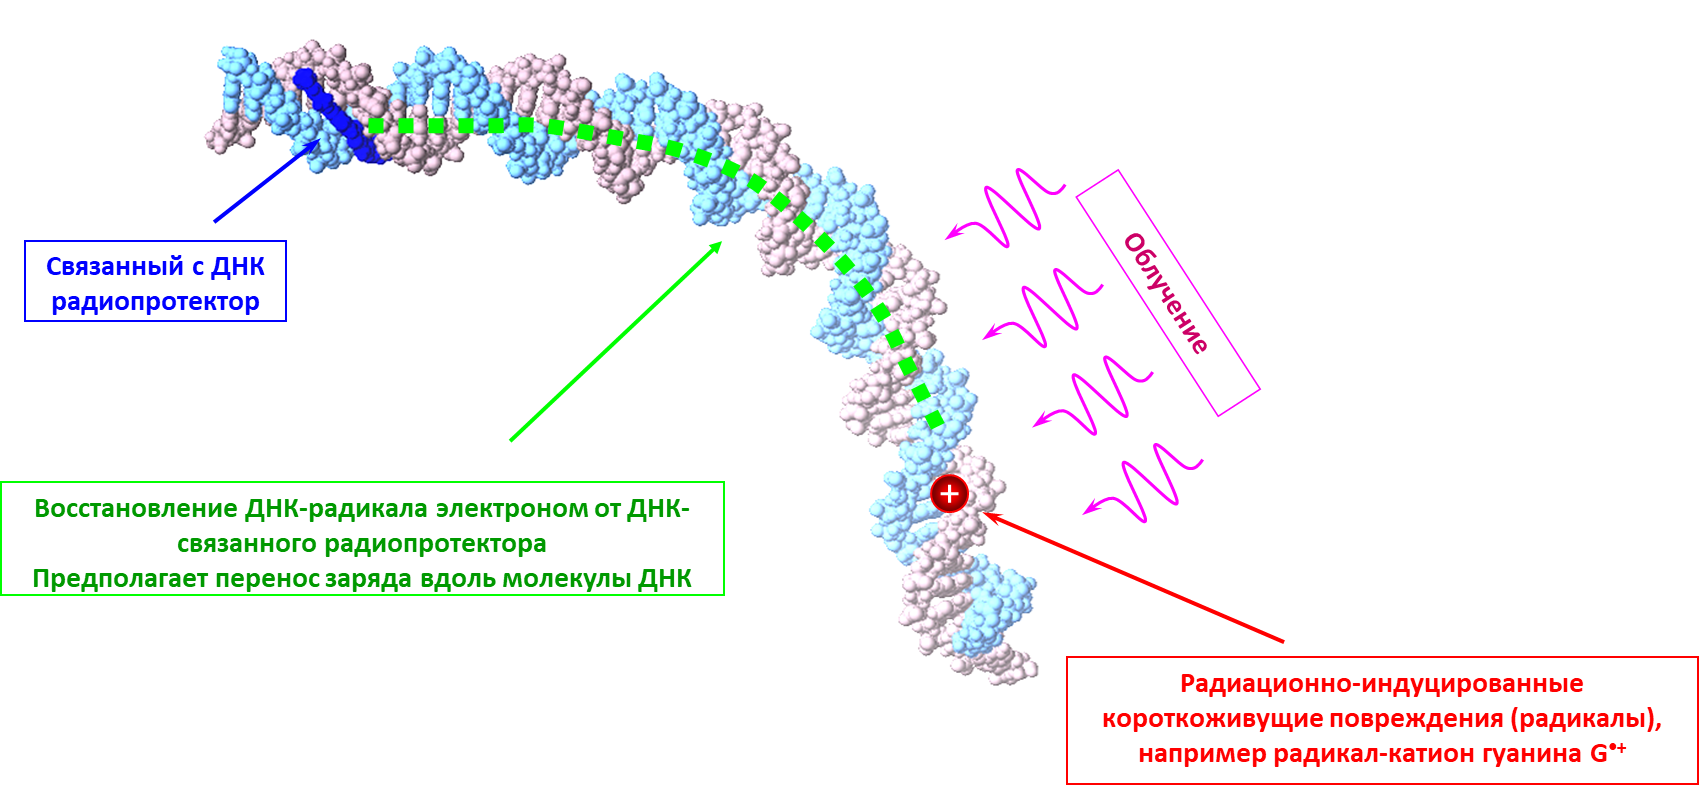 Облучение
Связанный с ДНК
радиопротектор
Восстановление ДНК-радикала электроном от ДНК-
связанного радиопротектора
Предполагает перенос заряда вдоль молекулы ДНК
+
Радиационно-индуцированные
короткоживущие повреждения (радикалы),
например радикал-катион гуанина G•+